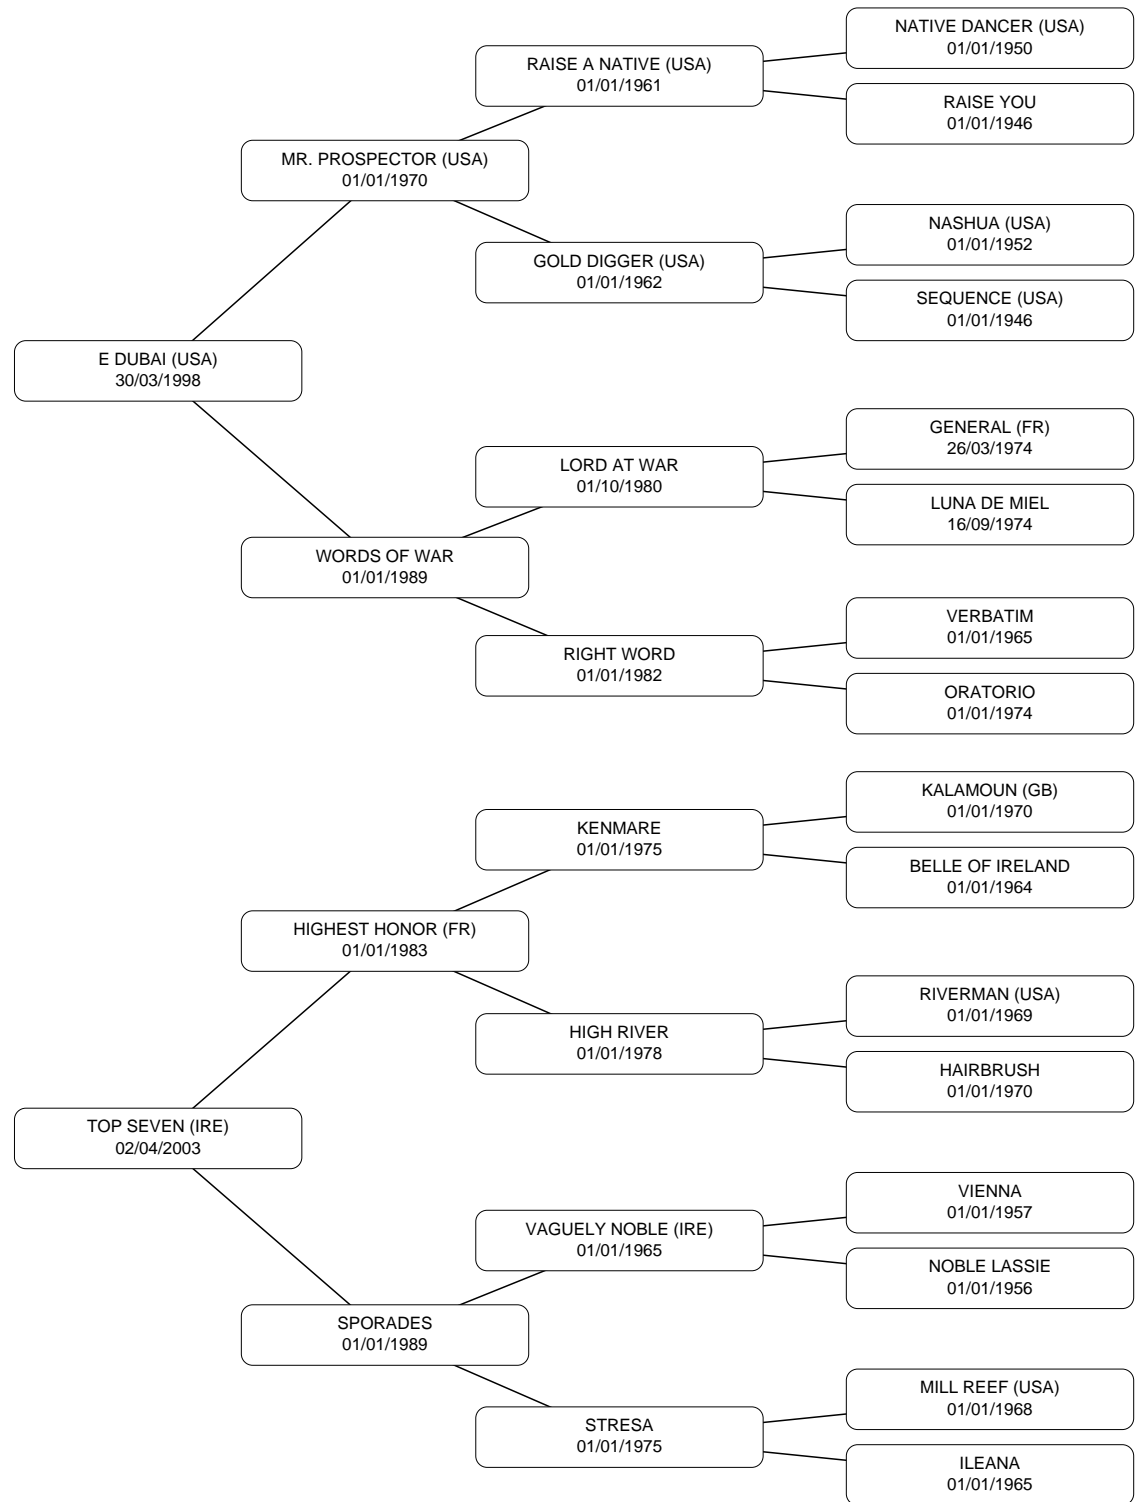 NATIVE DANCER (USA)
01/01/1950
RAISE A NATIVE (USA)
01/01/1961
RAISE YOU
01/01/1946
MR. PROSPECTOR (USA)
01/01/1970
NASHUA (USA)
01/01/1952
GOLD DIGGER (USA)
01/01/1962
SEQUENCE (USA)
01/01/1946
E DUBAI (USA)
30/03/1998
GENERAL (FR)
26/03/1974
LORD AT WAR
01/10/1980
LUNA DE MIEL
16/09/1974
WORDS OF WAR
01/01/1989
VERBATIM
01/01/1965
RIGHT WORD
01/01/1982
ORATORIO
01/01/1974
KALAMOUN (GB)
01/01/1970
KENMARE
01/01/1975
BELLE OF IRELAND
01/01/1964
HIGHEST HONOR (FR)
01/01/1983
RIVERMAN (USA)
01/01/1969
HIGH RIVER
01/01/1978
HAIRBRUSH
01/01/1970
TOP SEVEN (IRE)
02/04/2003
VIENNA
01/01/1957
VAGUELY NOBLE (IRE)
01/01/1965
NOBLE LASSIE
01/01/1956
SPORADES
01/01/1989
MILL REEF (USA)
01/01/1968
STRESA
01/01/1975
ILEANA
01/01/1965